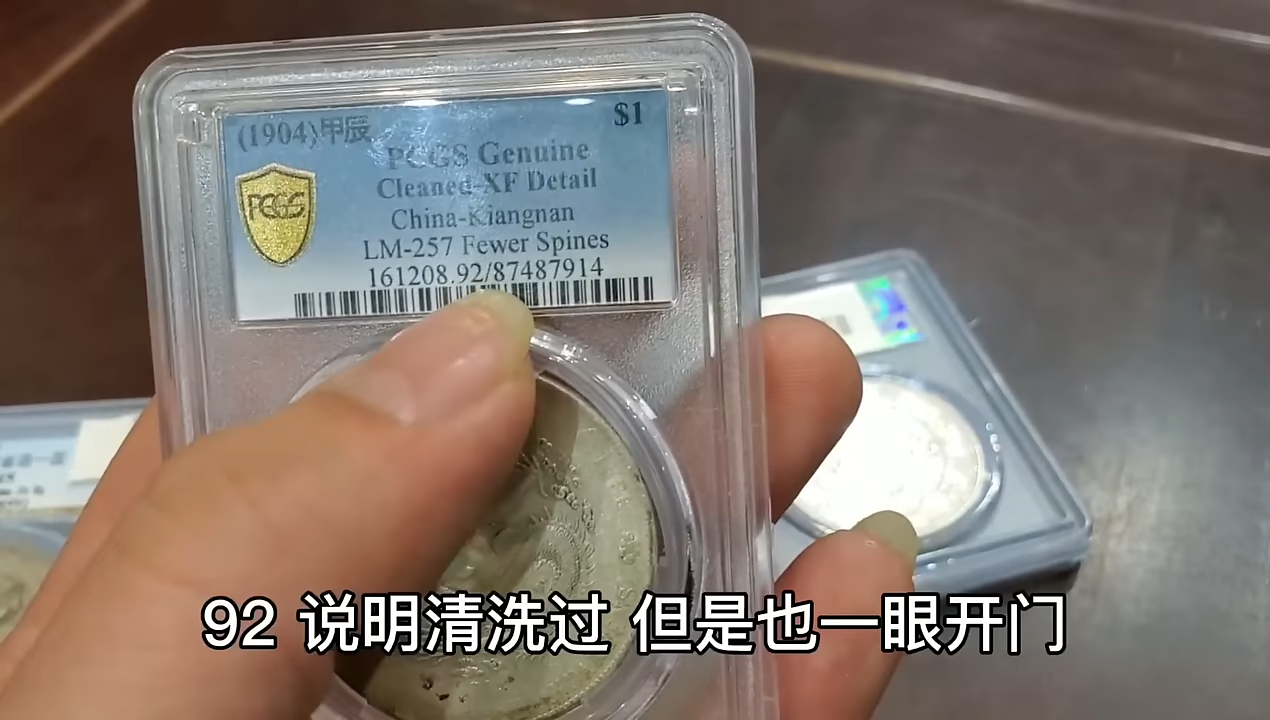 (1904)甲辰
$1
PCGS Genuine
Cleaned-XF Detail
China-Kiangnan
LM-257 Fewer Spines
161208.92/87487914
PCGS
92 说明清洗过 但是也一眼开门